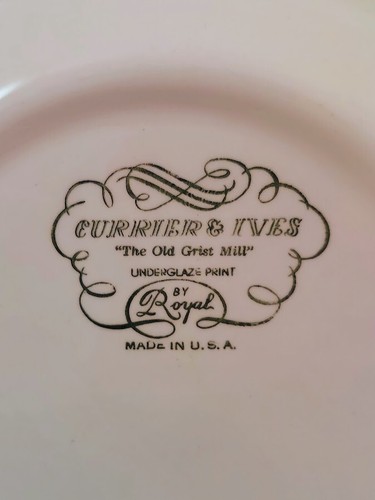 CURRIER & IVES
"The Old Grist Mill"
UNDERGLAZE PRINT
BY
Royal
MADE IN U.S.A.